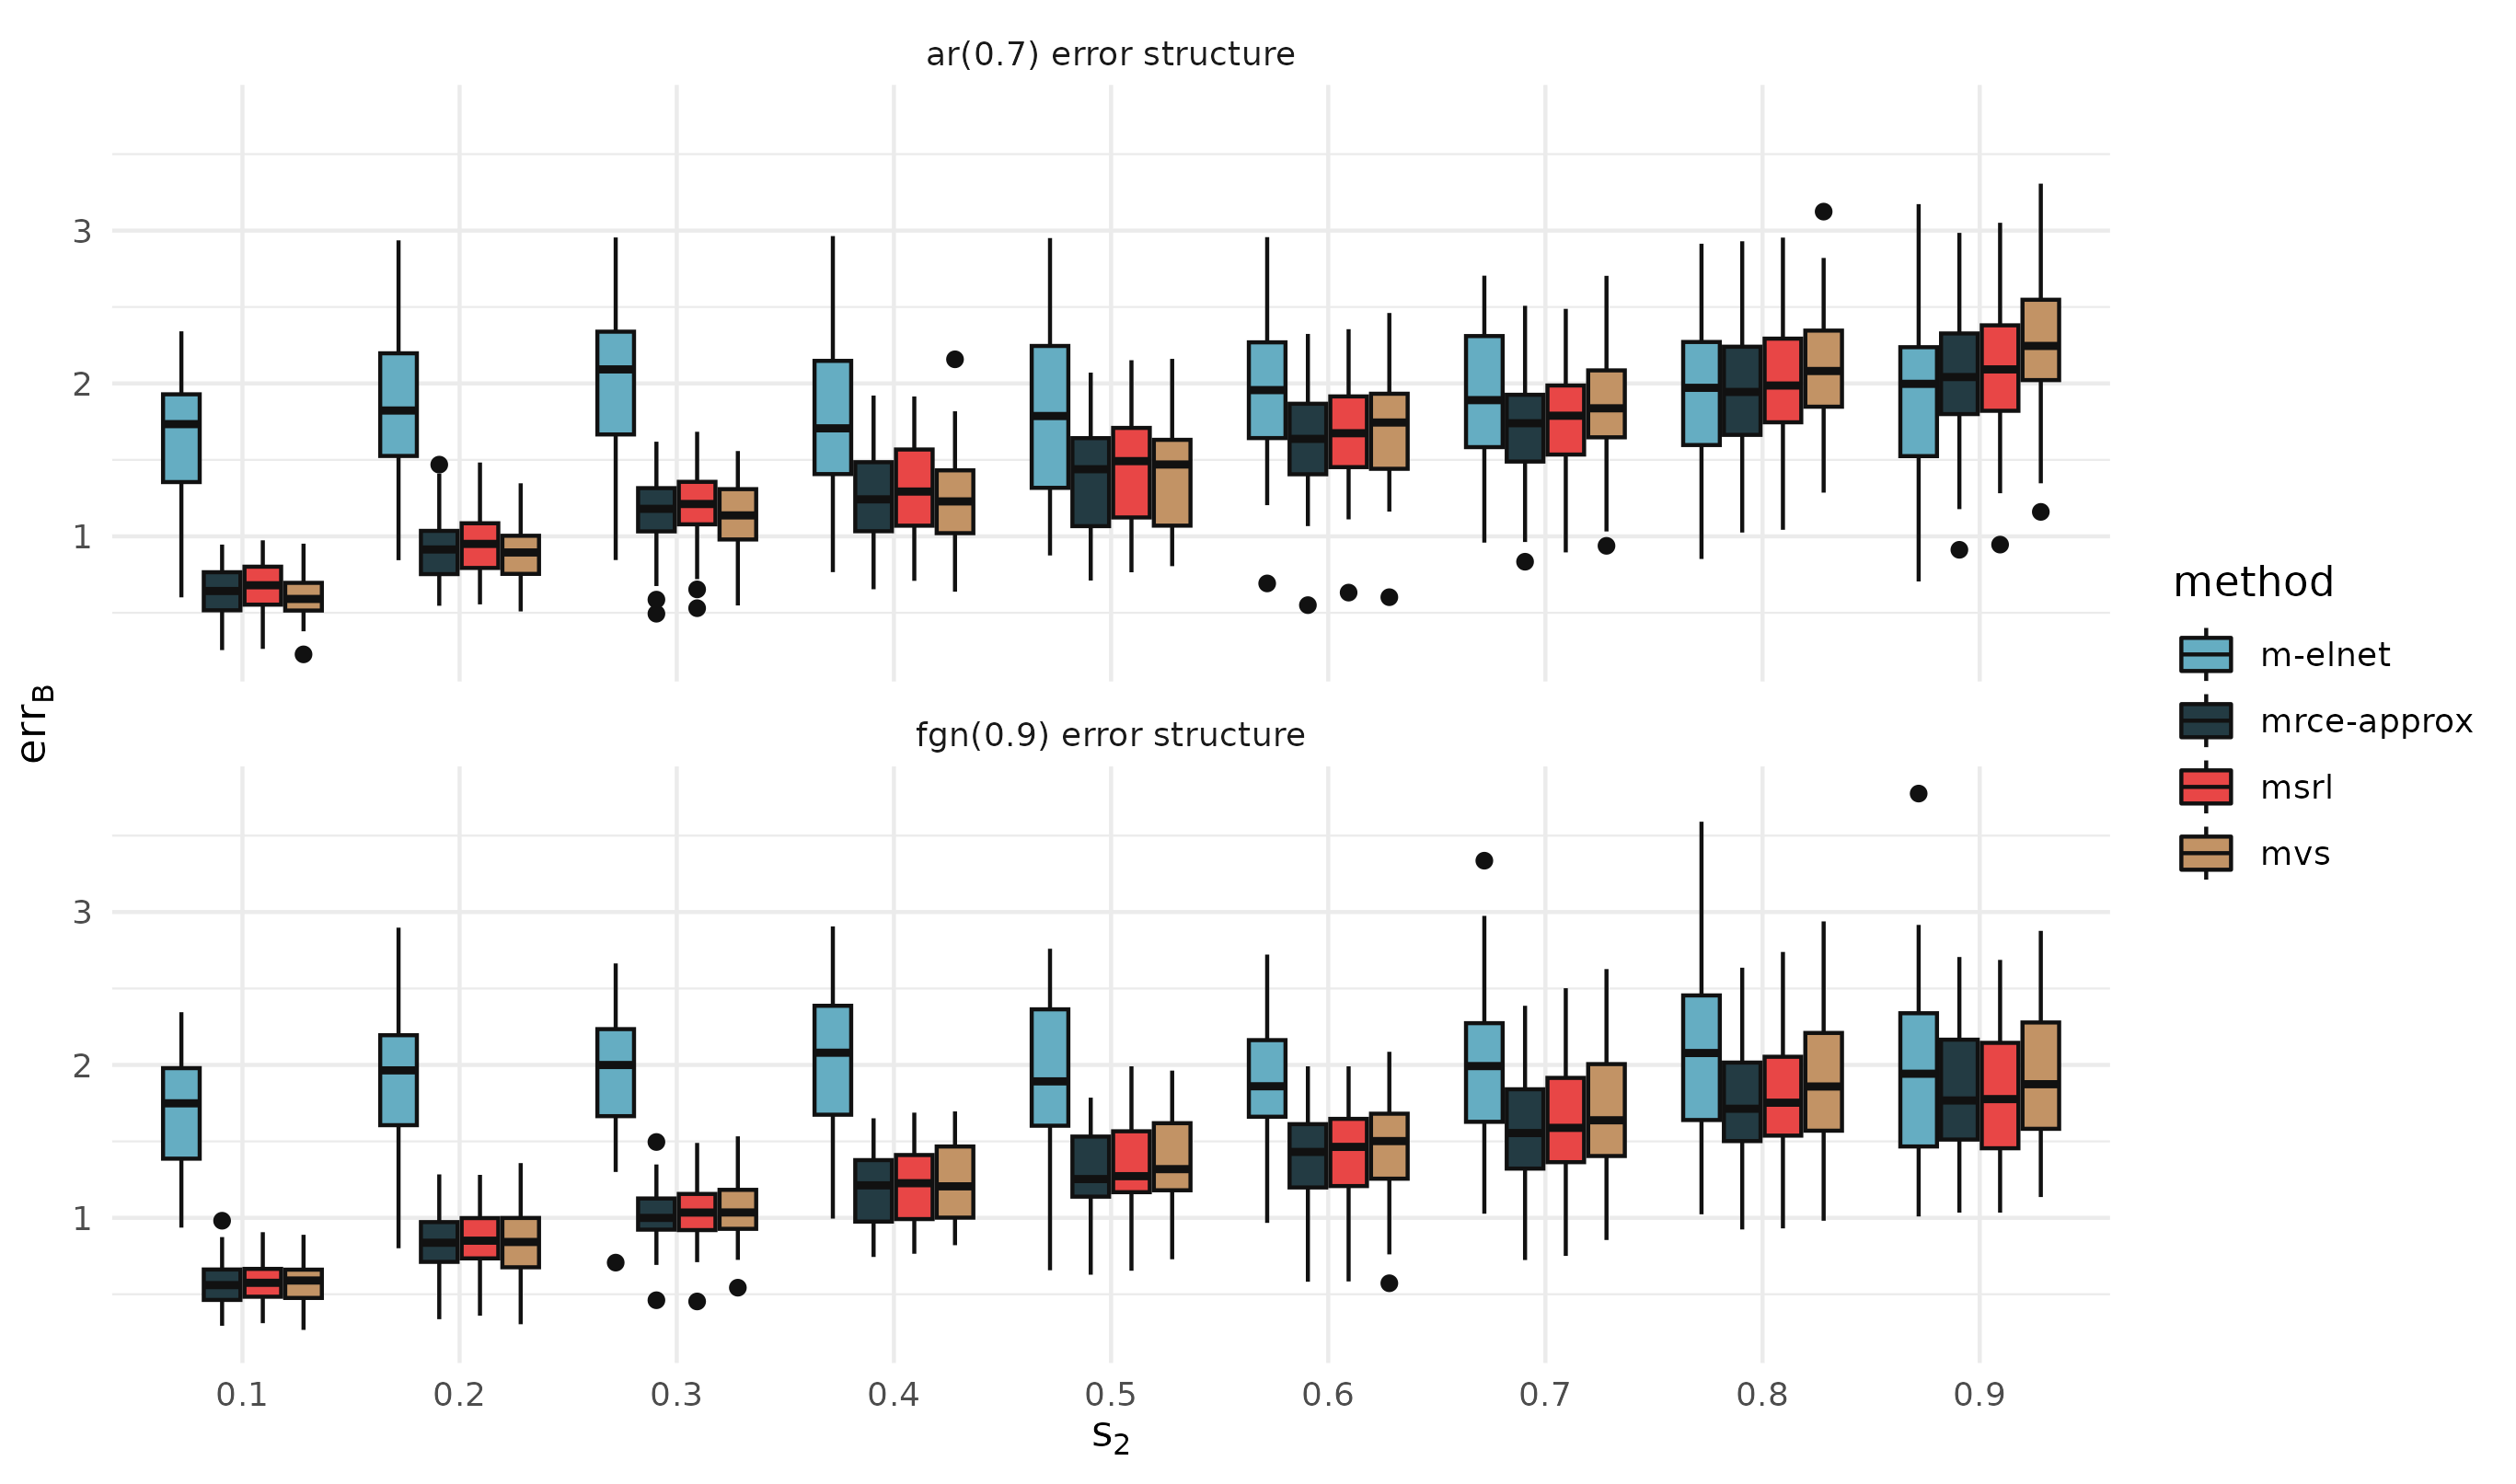 ar(0.7) error structure
3
2
1
fgn(0.9) error structure
3
2
1
0.1 0.2 0.3 0.4 0.5 0.6 0.7 0.8 0.9
s₂
err_B
method
m-elnet
mrce-approx
msrl
mvs